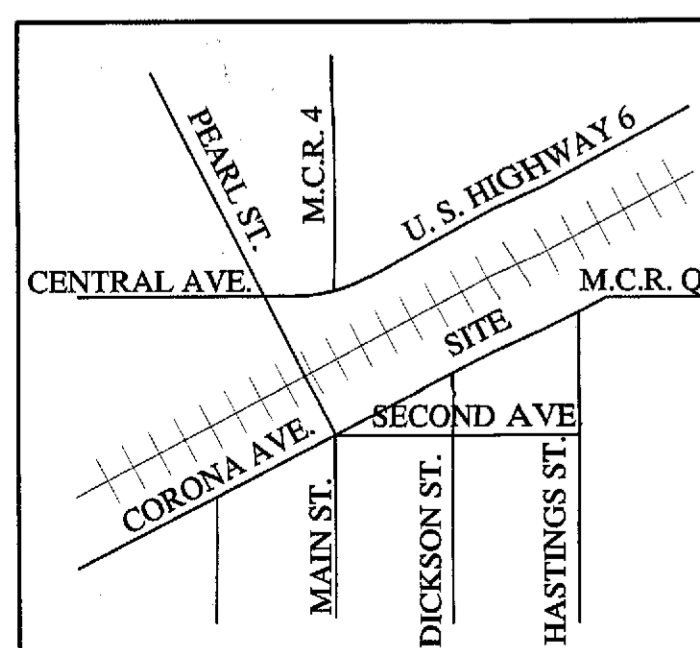 PEARL ST.
M.C.R. 4
U. S. HIGHWAY 6
CENTRAL AVE.
M.C.R. Q
SITE
SECOND AVE
CORONA AVE.
MAIN ST.
DICKSON ST.
HASTINGS ST.